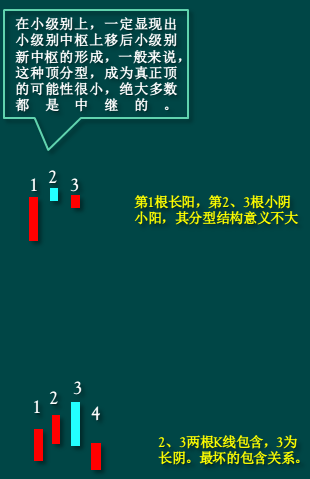 在小级别上，一定显现出
小级别中枢上移后小级别
新中枢的形成，一般来说，
这种顶分型，成为真正顶
的可能性很小，绝大多数
都是中继的。
1 2 3
第1根长阳，第2、3根小阴
小阳，其分型结构意义不大
1 2 3 4
2、3两根K线包含，3为
长阴。最坏的包含关系。